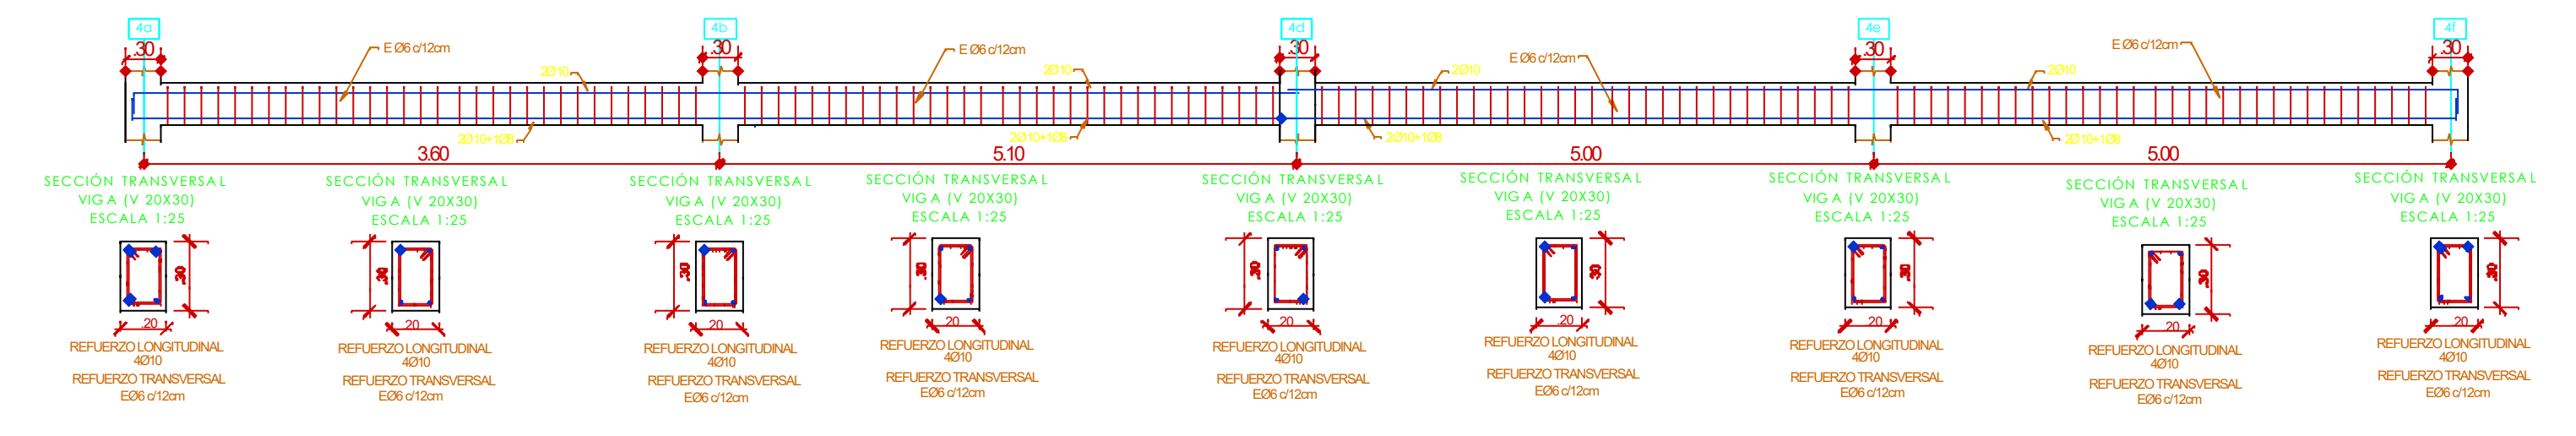 4a 4b 4d 4e 4f
.30 .30 .30 .30 .30
E Ø6 c/12cm E Ø6 c/12cm E Ø6 c/12cm E Ø6 c/12cm
2Ø10 2Ø10 2Ø10 2Ø10
2Ø10+1Ø8 2Ø10+1Ø8 2Ø10+1Ø8 2Ø10+1Ø8
3.60 5.10 5.00 5.00
SECCIÓN TRANSVERSAL
VIGA (V 20X30)
ESCALA 1:25
.30
.20
REFUERZO LONGITUDINAL
4Ø10
REFUERZO TRANSVERSAL
EØ6 c/12cm
SECCIÓN TRANSVERSAL
VIGA (V 20X30)
ESCALA 1:25
.30
.20
REFUERZO LONGITUDINAL
4Ø10
REFUERZO TRANSVERSAL
EØ6 c/12cm
SECCIÓN TRANSVERSAL
VIGA (V 20X30)
ESCALA 1:25
.30
.20
REFUERZO LONGITUDINAL
4Ø10
REFUERZO TRANSVERSAL
EØ6 c/12cm
SECCIÓN TRANSVERSAL
VIGA (V 20X30)
ESCALA 1:25
.30
.20
REFUERZO LONGITUDINAL
4Ø10
REFUERZO TRANSVERSAL
EØ6 c/12cm
SECCIÓN TRANSVERSAL
VIGA (V 20X30)
ESCALA 1:25
.30
.20
REFUERZO LONGITUDINAL
4Ø10
REFUERZO TRANSVERSAL
EØ6 c/12cm
SECCIÓN TRANSVERSAL
VIGA (V 20X30)
ESCALA 1:25
.30
.20
REFUERZO LONGITUDINAL
4Ø10
REFUERZO TRANSVERSAL
EØ6 c/12cm
SECCIÓN TRANSVERSAL
VIGA (V 20X30)
ESCALA 1:25
.30
.20
REFUERZO LONGITUDINAL
4Ø10
REFUERZO TRANSVERSAL
EØ6 c/12cm
SECCIÓN TRANSVERSAL
VIGA (V 20X30)
ESCALA 1:25
.30
.20
REFUERZO LONGITUDINAL
4Ø10
REFUERZO TRANSVERSAL
EØ6 c/12cm
SECCIÓN TRANSVERSAL
VIGA (V 20X30)
ESCALA 1:25
.30
.20
REFUERZO LONGITUDINAL
4Ø10
REFUERZO TRANSVERSAL
EØ6 c/12cm